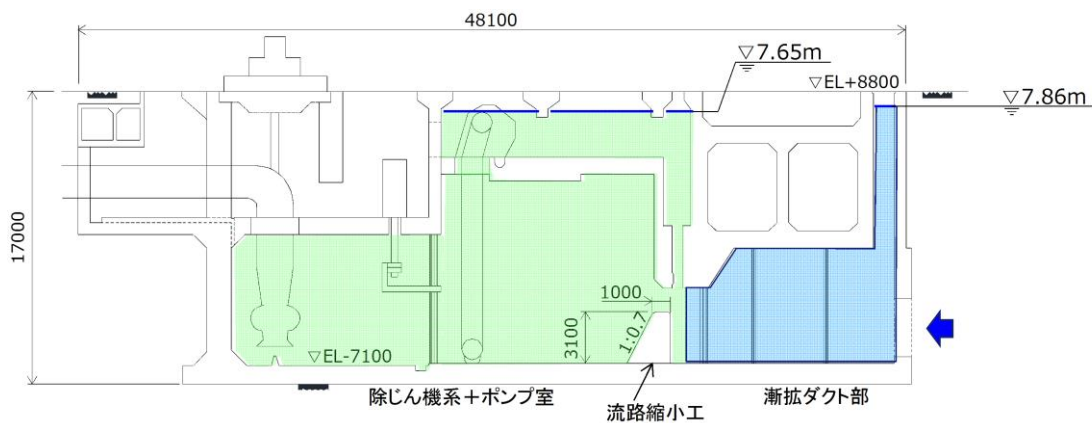 48100
▽7.65m
▽EL+8800
▽7.86m
17000
1000
3100
1:0.7
▽EL-7100
除じん機系+ポンプ室
流路縮小工
漸拡ダクト部